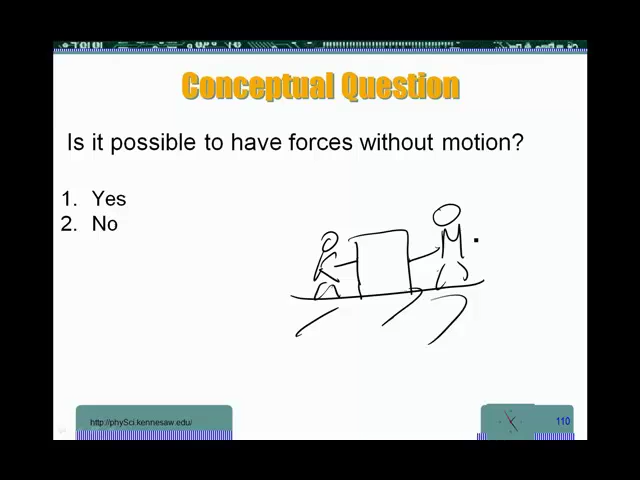 Conceptual Question
Is it possible to have forces without motion?
1. Yes
2. No
http://phySci.kennesaw.edu/
110